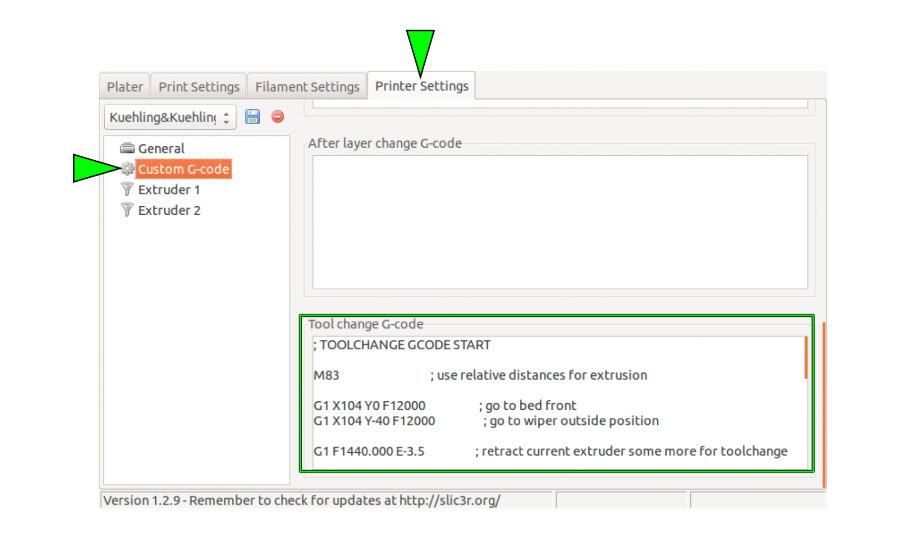 Plater Print Settings Filament Settings Printer Settings
Kuehling&Kuehling
General
Custom G-code
Extruder 1
Extruder 2
After layer change G-code
Tool change G-code
; TOOLCHANGE GCODE START
M83 ; use relative distances for extrusion
G1 X104 Y0 F12000 ; go to bed front
G1 X104 Y-40 F12000 ; go to wiper outside position
G1 F1440.000 E-3.5 ; retract current extruder some more for toolchange
Version 1.2.9 - Remember to check for updates at http://slic3r.org/